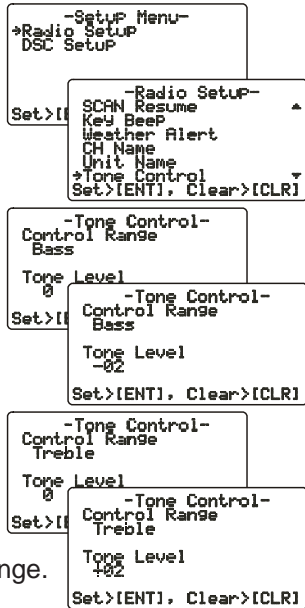 -Setup Menu-
→Radio Setup
DSC Setup
Set>[E
-Radio Setup-
SCAN Resume
Key Beep
Weather Alert
CH Name
Unit Name
→Tone Control
Set>[ENT], Clear>[CLR]
-Tone Control-
Control Range
Bass
Tone Level
0
Set>[E
-Tone Control-
Control Range
Bass
Tone Level
-02
Set>[ENT], Clear>[CLR]
-Tone Control-
Control Range
Treble
Tone Level
0
Set>[E
-Tone Control-
Control Range
Treble
Tone Level
+02
Set>[ENT], Clear>[CLR]
nge.